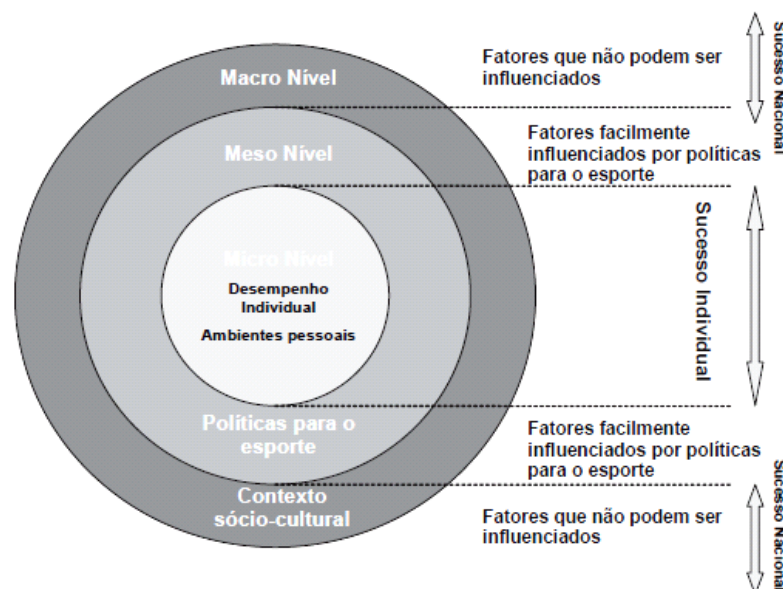 Macro Nível
Fatores que não podem ser
influenciados
Sucesso Nacional
Meso Nível
Fatores facilmente
influenciados por políticas
para o esporte
Micro Nível
Desempenho
Individual
Ambientes pessoais
Sucesso Individual
Políticas para o
esporte
Fatores facilmente
influenciados por políticas
para o esporte
Contexto
sócio-cultural
Fatores que não podem ser
influenciados
Sucesso Nacional